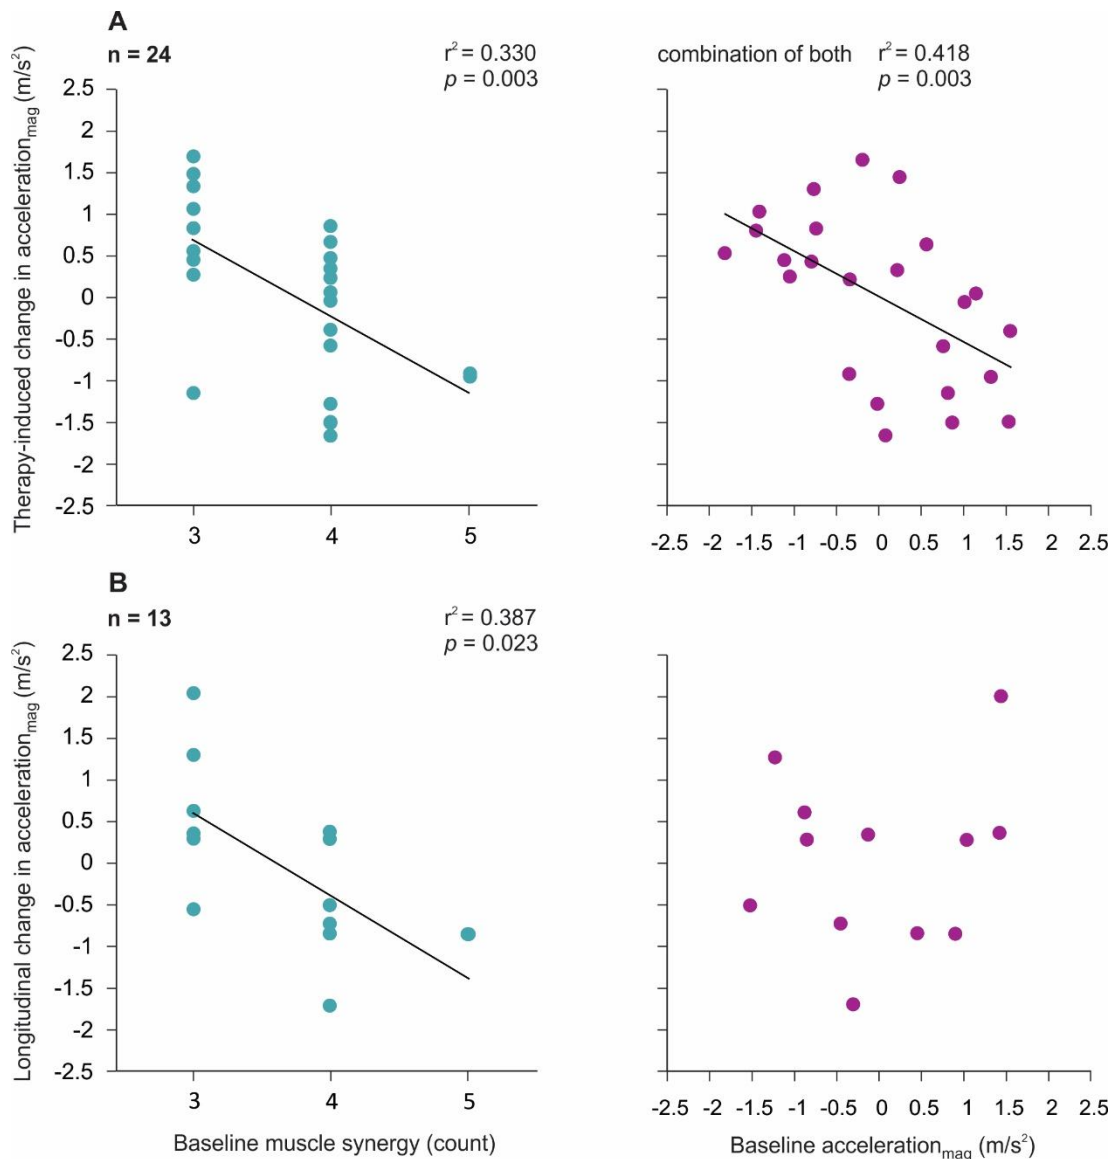 A
n = 24
r² = 0.330
p = 0.003
combination of both
r² = 0.418
p = 0.003
Therapy-induced change in accelerationmag (m/s²)
2.5
2
1.5
1
0.5
0
-0.5
-1
-1.5
-2
-2.5
3 4 5
-2.5 -2 -1.5 -1 -0.5 0 0.5 1 1.5 2 2.5
B
n = 13
r² = 0.387
p = 0.023
Longitudinal change in accelerationmag (m/s²)
2.5
2
1.5
1
0.5
0
-0.5
-1
-1.5
-2
-2.5
3 4 5
-2.5 -2 -1.5 -1 -0.5 0 0.5 1 1.5 2 2.5
Baseline muscle synergy (count)
Baseline accelerationmag (m/s²)